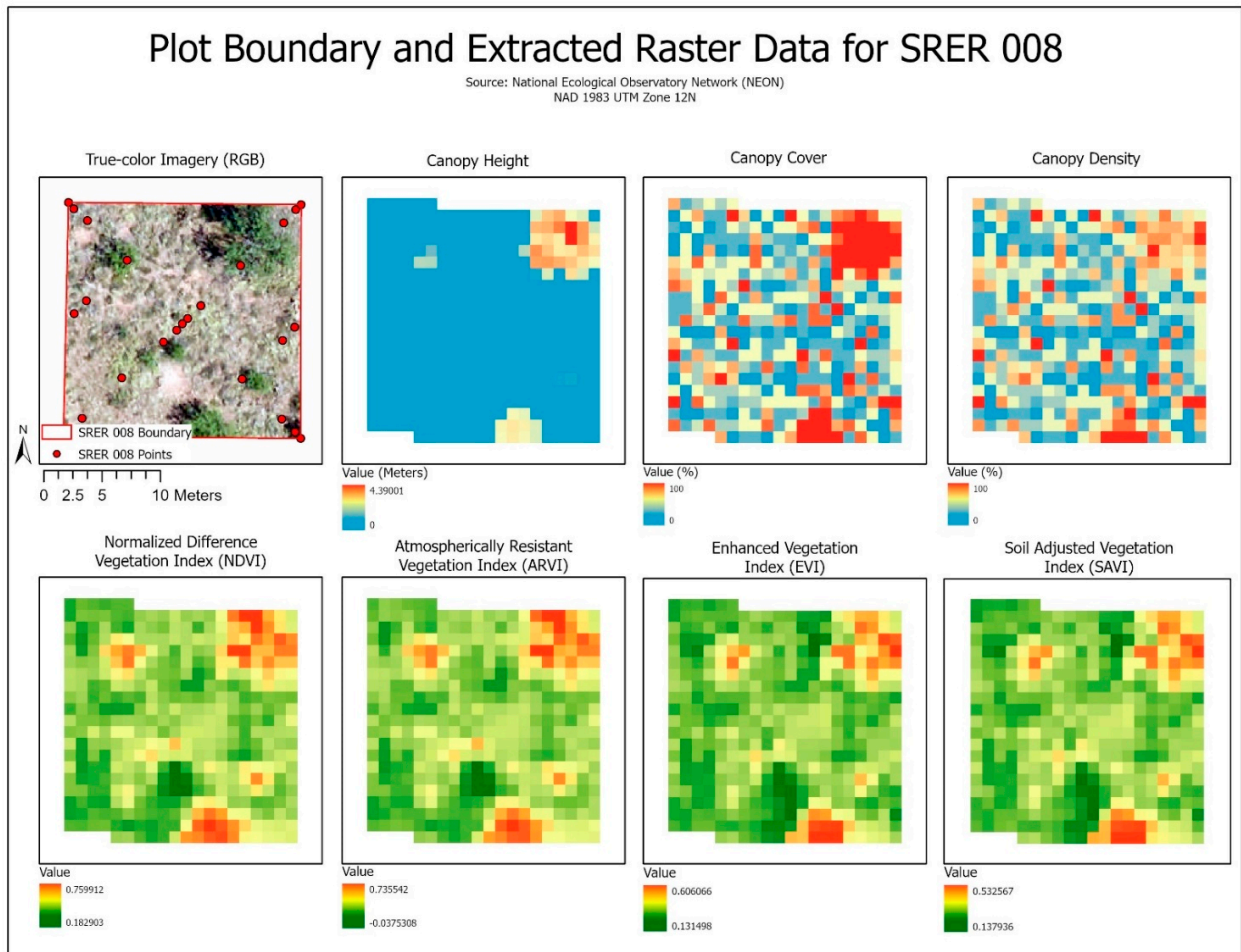 Plot Boundary and Extracted Raster Data for SRER 008
Source: National Ecological Observatory Network (NEON)
NAD 1983 UTM Zone 12N
True-color Imagery (RGB)
Canopy Height
Canopy Cover
Canopy Density
N
SRER 008 Boundary
SRER 008 Points
0 2.5 5 10 Meters
Value (Meters)
4.39001
0
Value (%)
100
0
Value (%)
100
0
Normalized Difference
Vegetation Index (NDVI)
Atmospherically Resistant
Vegetation Index (ARVI)
Enhanced Vegetation
Index (EVI)
Soil Adjusted Vegetation
Index (SAVI)
Value
0.759912
0.182903
Value
0.735542
-0.0375308
Value
0.606066
0.131498
Value
0.532567
0.137936